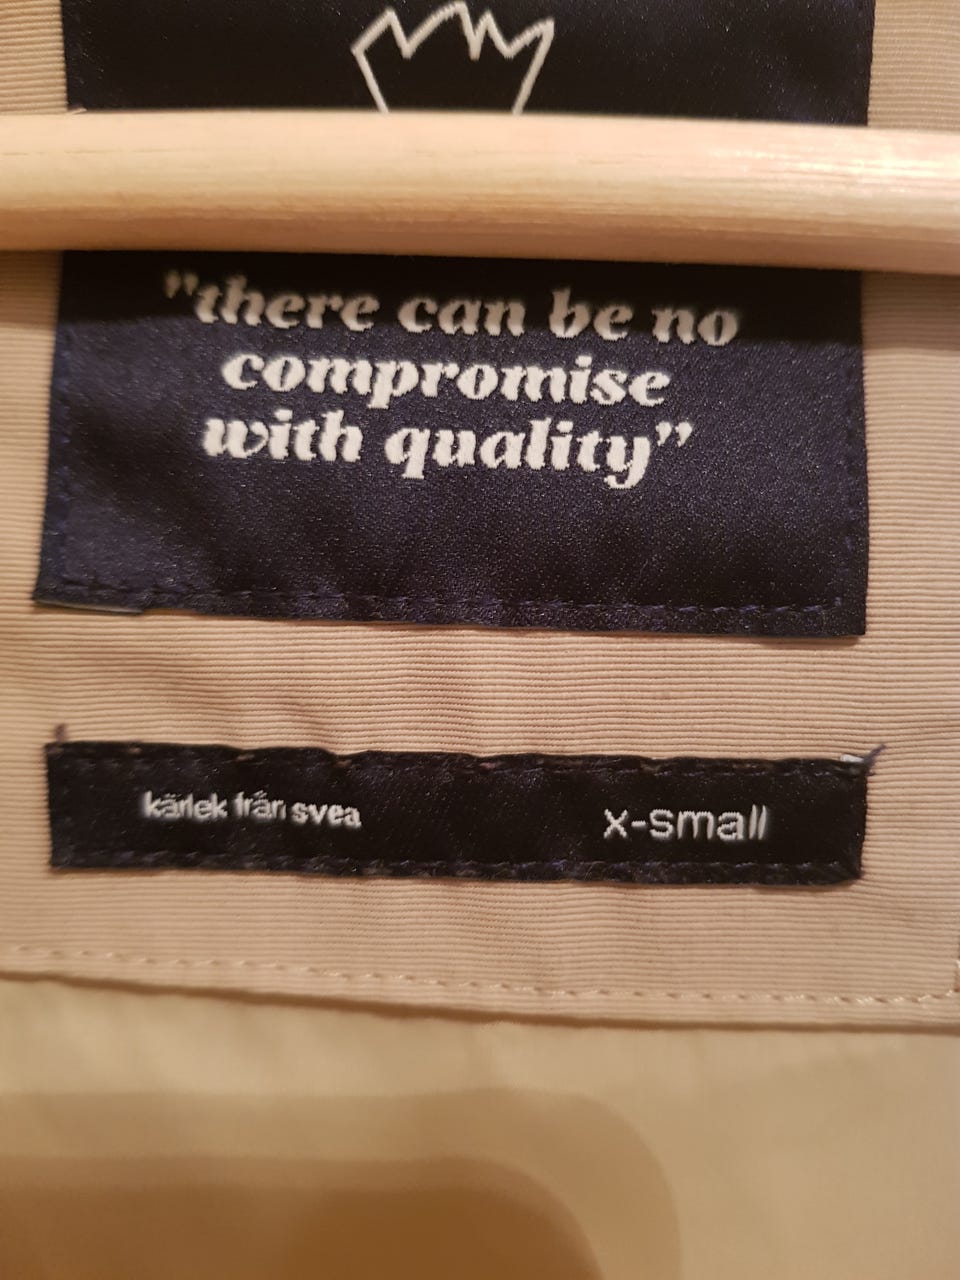 "there can be no
compromise
with quality”
kärlek från svea
x-small